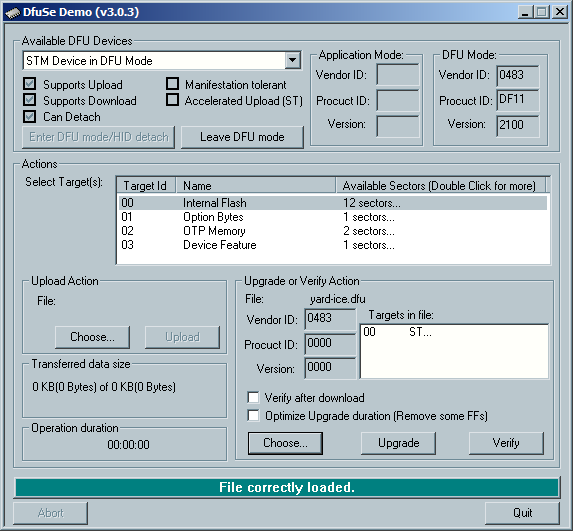 DfuSe Demo (v3.0.3)
Available DFU Devices
STM Device in DFU Mode
Supports Upload
Manifestation tolerant
Supports Download
Accelerated Upload (ST)
Can Detach
Enter DFU mode/HID detach
Leave DFU mode
Application Mode:
Vendor ID:
Procuct ID:
Version:
DFU Mode:
Vendor ID: 0483
Procuct ID: DF11
Version: 2100
Actions
Select Target(s):
Target Id Name Available Sectors (Double Click for more)
00 Internal Flash 12 sectors...
01 Option Bytes 1 sectors...
02 OTP Memory 2 sectors...
03 Device Feature 1 sectors...
Upload Action
File:
Choose... Upload
Transferred data size
0 KB(0 Bytes) of 0 KB(0 Bytes)
Operation duration
00:00:00
Upgrade or Verify Action
File: yard-ice.dfu
Vendor ID: 0483
Procuct ID: 0000
Version: 0000
Targets in file:
00 ST...
Verify after download
Optimize Upgrade duration (Remove some FFs)
Choose... Upgrade Verify
File correctly loaded.
Abort Quit